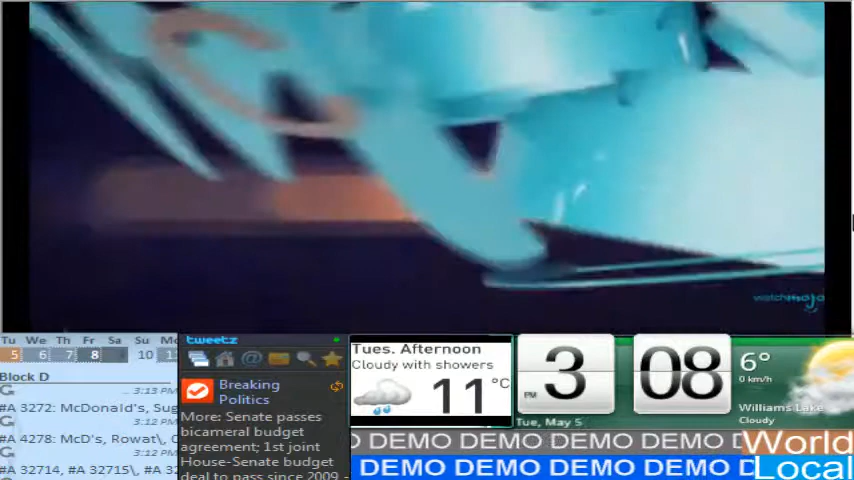 watchmojo
Tu We Th Fr Sa Su Mo
5 6 7 8 9 10 11
Block D
.. 3:13 PM
#A 3272: McDonald's, Sug
3:12 PM
#A 4278: McD's, Rowat\, C
3:12 PM
#A 32714, #A 32715\, #A 32
tweetz
Breaking
Politics
More: Senate passes
bicameral budget
agreement; 1st joint
House-Senate budget
deal to pass since 2009 -
Tues. Afternoon
Cloudy with showers
11°C
PM
3 08
Tue, May 5
6°
0 km/h
Williams Lake
Cloudy
O DEMO DEMO DEMO DEMO D
DEMO DEMO DEMO DEMO D
World
Local